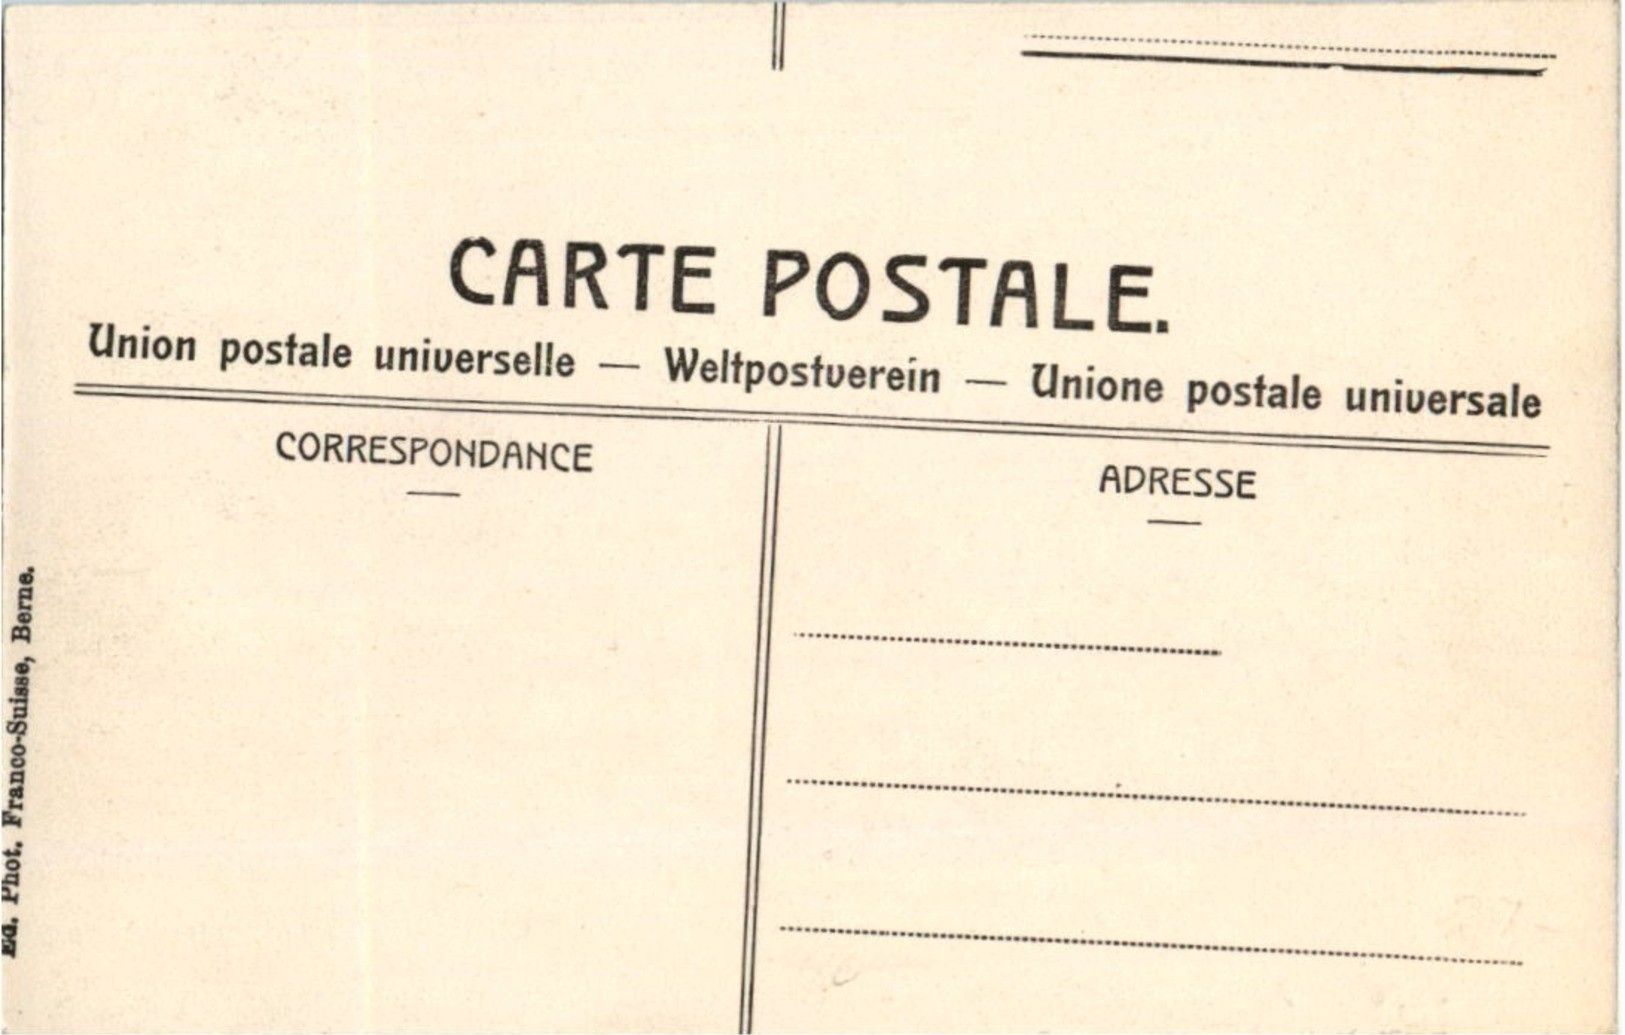 CARTE POSTALE.
Union postale universelle — Weltpostverein — Unione postale universale
CORRESPONDANCE
ADRESSE
Ed. Phot. Franco-Suisse, Berne.